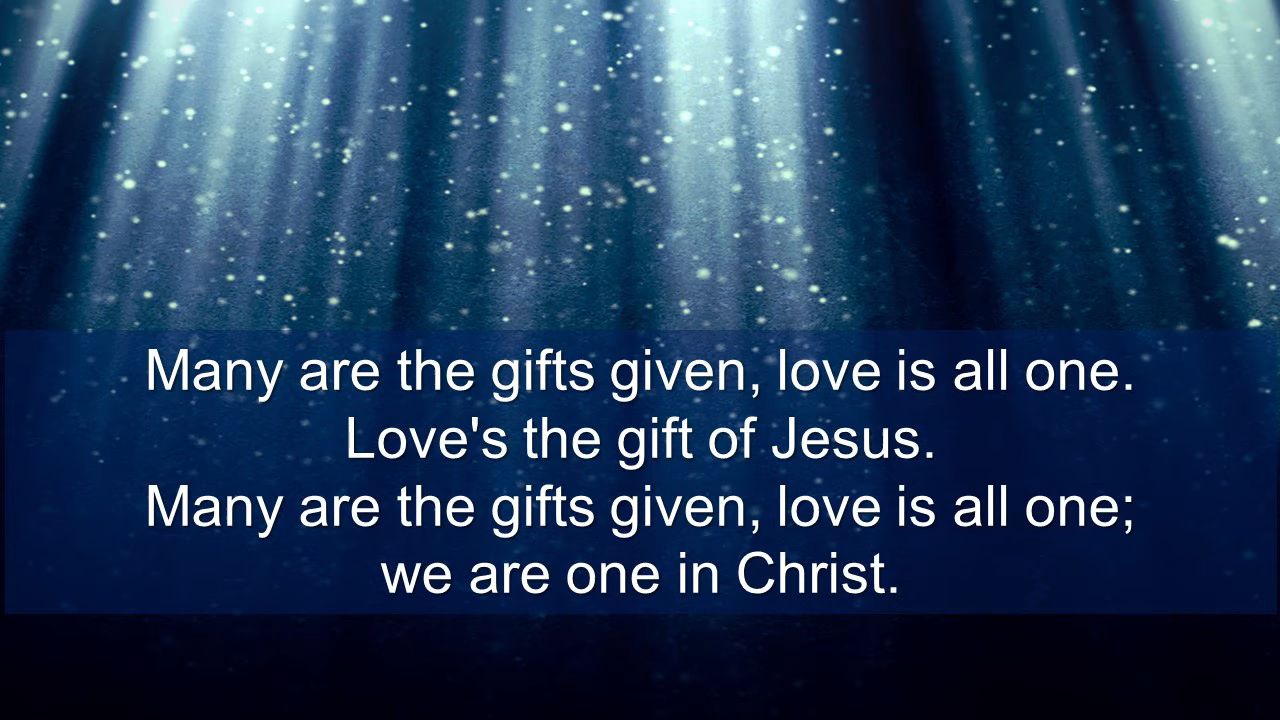 Many are the gifts given, love is all one.
Love's the gift of Jesus.
Many are the gifts given, love is all one;
we are one in Christ.